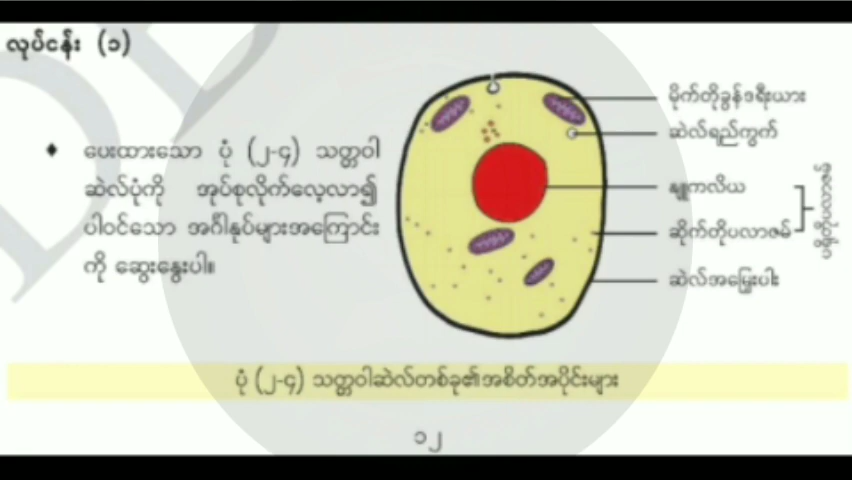 လုပ်ငန်း (၁)
♦ ပေးထားသော ပုံ (၂-၄) သတ္တဝါ
ဆဲလ်ပုံကို အုပ်စုလိုက်လေ့လာ၍
ပါဝင်သော အင်္ဂါနုပ်များအကြောင်း
ကို ဆွေးနွေးပါ။
မိုက်တိုခွန်ဒရီးယား
ဆဲလ်ရည်ကွက်
နျူကလိယ
ဆိုက်တိုပလာဇမ်
ပရိုတိုပလာဇမ်
ဆဲလ်အမြှေးပါး
ပုံ (၂-၄) သတ္တဝါဆဲလ်တစ်ခု၏အစိတ်အပိုင်းများ
၁၂